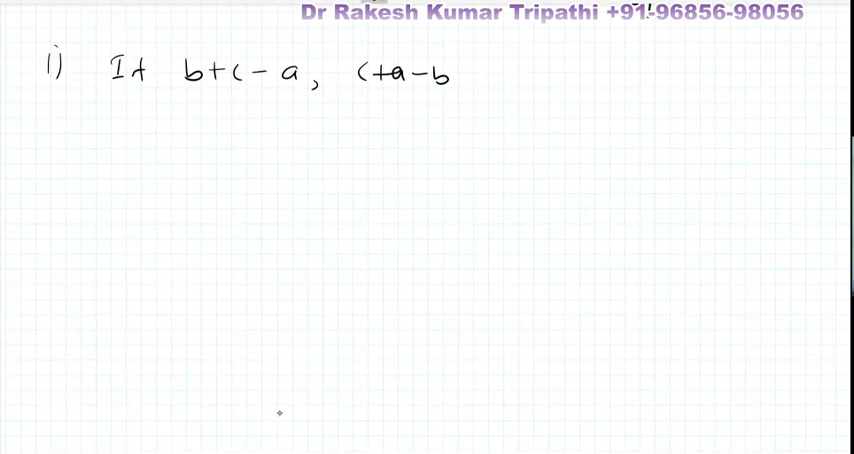 Dr Rakesh Kumar Tripathi +91-96856-98056
1) If b+c-a, c+a-b